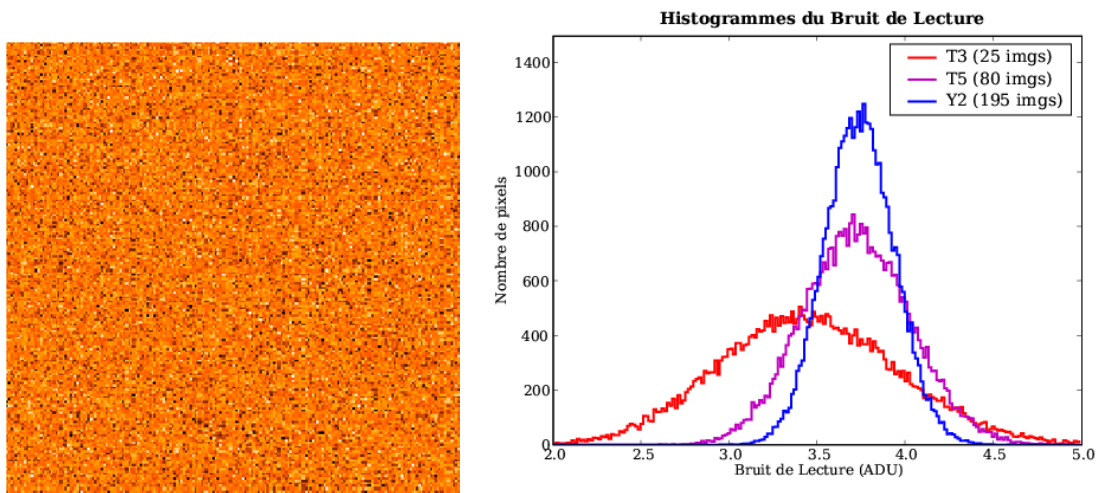 Histogrammes du Bruit de Lecture
T3 (25 imgs)
T5 (80 imgs)
Y2 (195 imgs)
Nombre de pixels
1400
1200
1000
800
600
400
200
0
2.0 2.5 3.0 3.5 4.0 4.5 5.0
Bruit de Lecture (ADU)